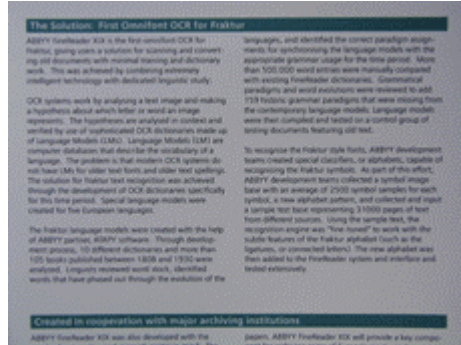 The Solution: First Omnifont OCR for Fraktur
ABBYY FineReader XIX is the first omnifont OCR for
Fraktur, giving users a solution for scanning and convert-
ing old documents with minimal training and dictionary
work. This was achieved by combining extremely
intelligent technology with dedicated linguistic study.
OCR systems work by analysing a text image and making
a hypothesis about which letter or word an image
represents. The hypotheses are analysed in context and
verified by use of sophisticated OCR dictionaries made up
of Language Models (LMs). Language Models (LM) are
computer databases that describe the vocabulary of a
language. The problem is that modern OCR systems do
not have LMs for older text fonts and older text spellings.
The solution for Fraktur text recognition was achieved
through the development of OCR dictionaries specifically
for this time period. Special language models were
created for five European languages.
The Fraktur language models were created with the help
of ABBYY partner, software. Through develop-
ment process, 10 different dictionaries and more than
105 books published between 1808 and 1930 were
analysed. Linguists reviewed word stock, identified
words that have phased out through the evolution of the
languages, and identified the correct paradigm assign-
ments for synchronising the language models with the
appropriate grammar usage for the time period. More
than 500,000 word entries were manually compared
with existing FineReader dictionaries. Grammatical
paradigms and word evolutions were reviewed to add
159 historic grammar paradigms that were missing from
the contemporary language models. Language models
were then compiled and tested on a control group of
testing documents featuring old text.
To recognise the Fraktur style fonts, ABBYY development
teams created special classifiers, or alphabets, capable of
recognising the Fraktur symbols. As part of this effort,
ABBYY development teams collected a symbol image
base with an average of 2500 symbol samples for each
symbol, a new alphabet pattern, and collected and input
a sample text base representing 31000 pages of text
from different sources. Using the sample text, the
recognition engine was "fine-tuned" to work with the
subtle features of the Fraktur alphabet (such as the
ligatures, or connected letters). The new alphabet was
then added to the FineReader system and interface and
tested extensively.
Created in cooperation with major archiving institutions
ABBYY FineReader XIX was also developed with the
papers. ABBYY FineReader XIX will provide a key compo-